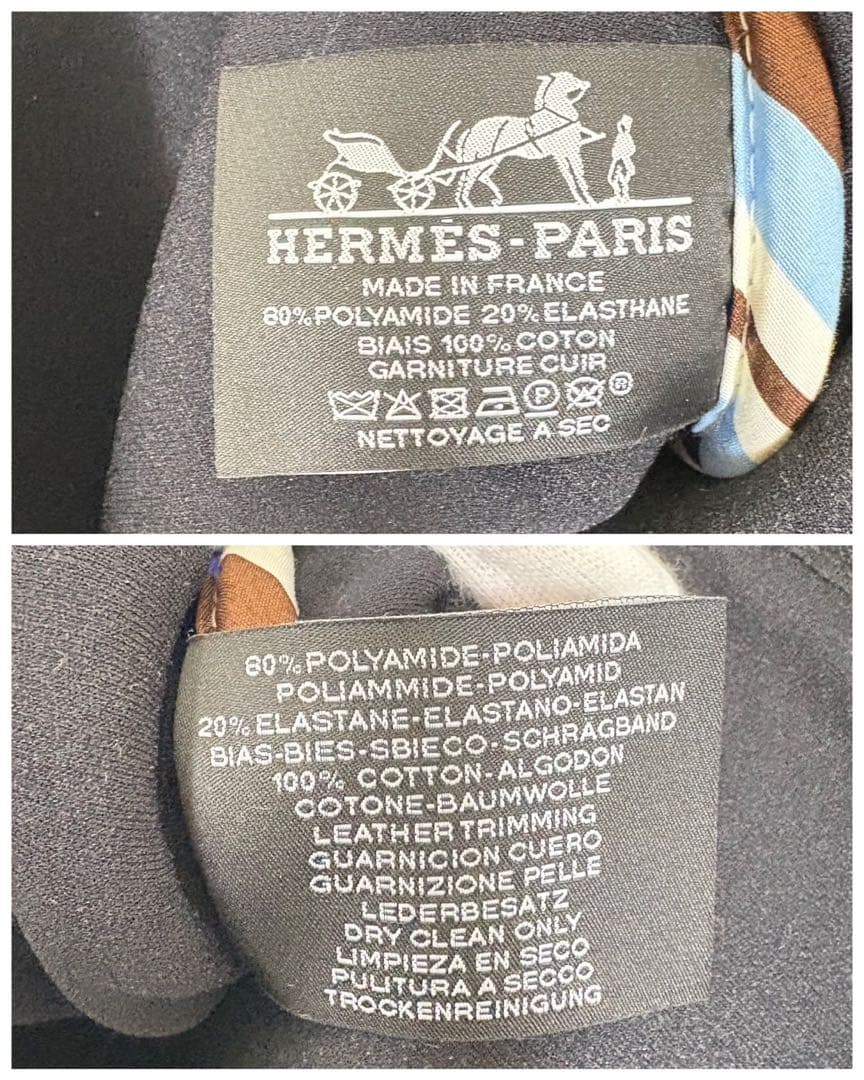 HERMÈS-PARIS
MADE IN FRANCE
80% POLYAMIDE 20% ELASTHANE
BIAIS 100% COTON
GARNITURE CUIR
P ®
NETTOYAGE A SEC
80% POLYAMIDE-POLIAMIDA
POLIAMMIDE-POLYAMID
20% ELASTANE-ELASTANO-ELASTAN
BIAS-BIES-SBIECO-SCHRAGBAND
100% COTTON-ALGODON
COTONE-BAUMWOLLE
LEATHER TRIMMING
GUARNICION CUERO
GUARNIZIONE PELLE
LEDERBESATZ
DRY CLEAN ONLY
LIMPIEZA EN SECO
PULITURA A SECCO
TROCKENREINIGUNG